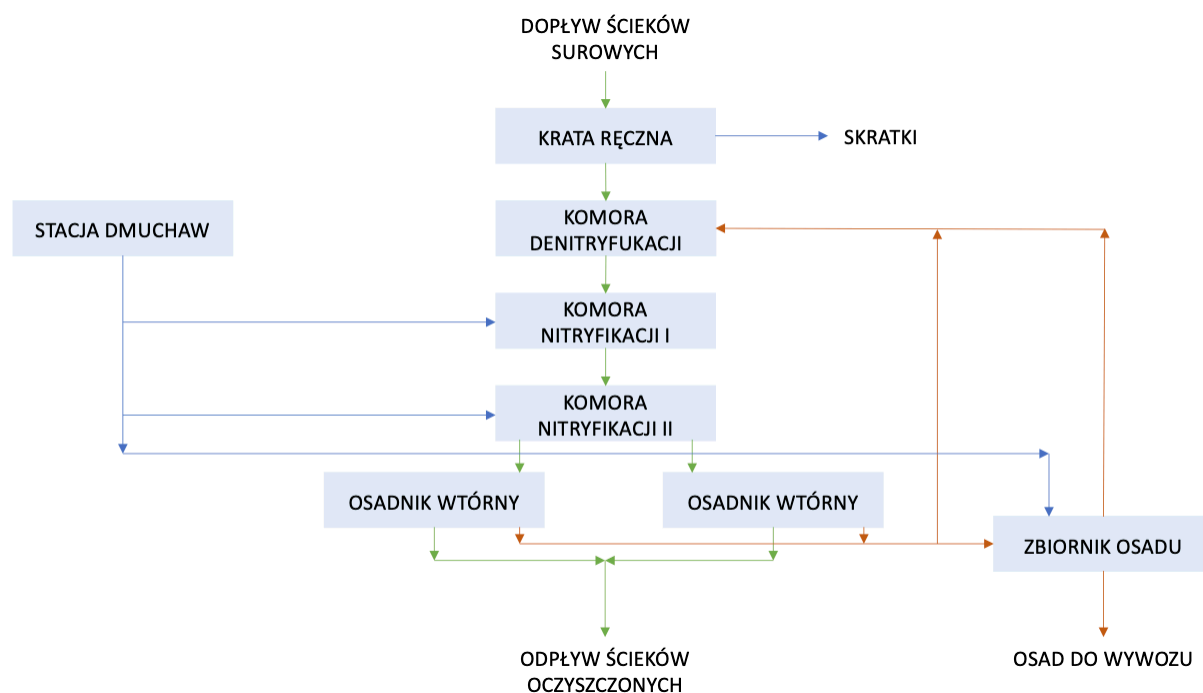 DOPŁYW ŚCIEKÓW
SUROWYCH
KRATA RĘCZNA
SKRATKI
STACJA DMUCHAW
KOMORA
DENITRYFUKACJI
KOMORA
NITRYFIKACJI I
KOMORA
NITRYFIKACJI II
OSADNIK WTÓRNY
OSADNIK WTÓRNY
ZBIORNIK OSADU
ODPŁYW ŚCIEKÓW
OCZYSZCZONYCH
OSAD DO WYWOZU